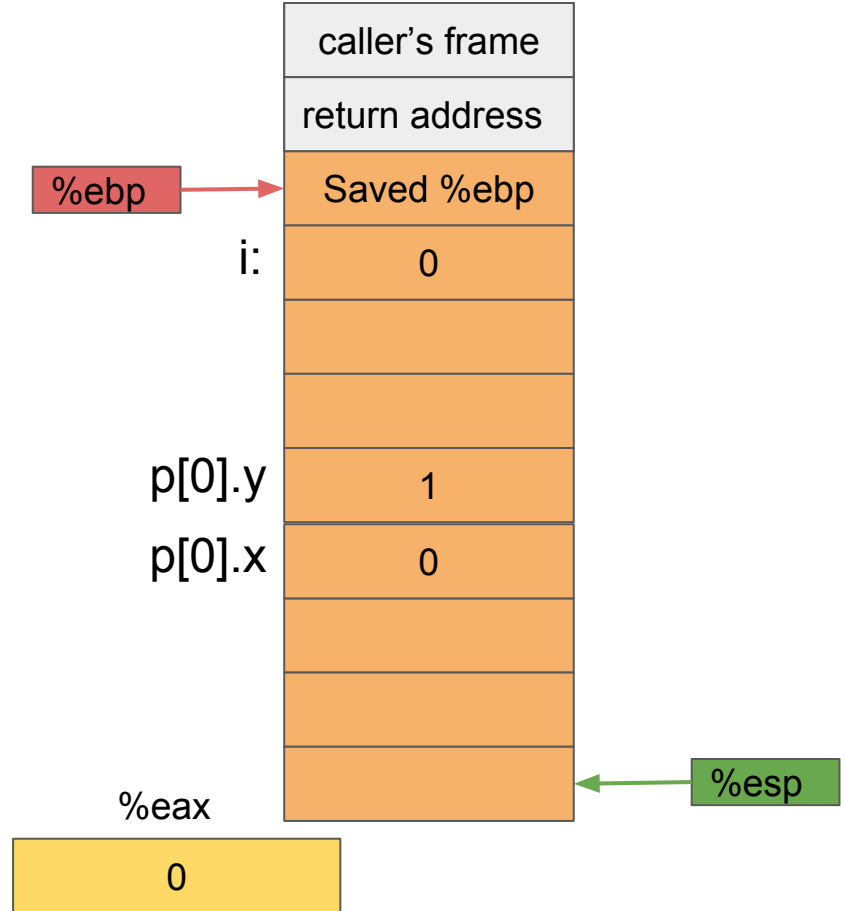 caller’s frame
return address
%ebp
Saved %ebp
i:
0
p[0].y
1
p[0].x
0
%esp
%eax
0